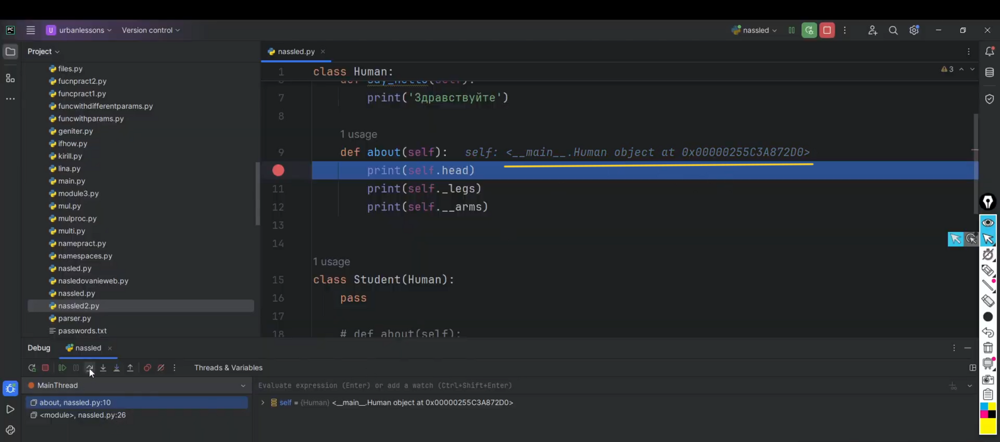 PC
U urbanlessons
Version control
nassled
Project
nassled.py
files.py
fucnpract2.py
funcpract1.py
funcwithdifferentparams.py
funcwithparams.py
geniter.py
ifhow.py
kirill.py
lina.py
main.py
module3.py
mul.py
mulproc.py
multi.py
namepract.py
namespaces.py
nasled.py
nasledovanieweb.py
nassled.py
nassled2.py
parser.py
passwords.txt
1 class Human:
3
def say_hello(self):
7 print('Здравствуйте')
8
1 usage
9 def about(self): self: <__main__.Human object at 0x00000255C3A872D0>
print(self.head)
11 print(self._legs)
12 print(self.__arms)
13
14
1 usage
15 class Student(Human):
16 pass
17
18 # def about(self):
Debug
nassled
Threads & Variables
MainThread
Evaluate expression (Enter) or add a watch (Ctrl+Shift+Enter)
about, nassled.py:10
self = {Human} <__main__.Human object at 0x00000255C3A872D0>
<module>, nassled.py:26